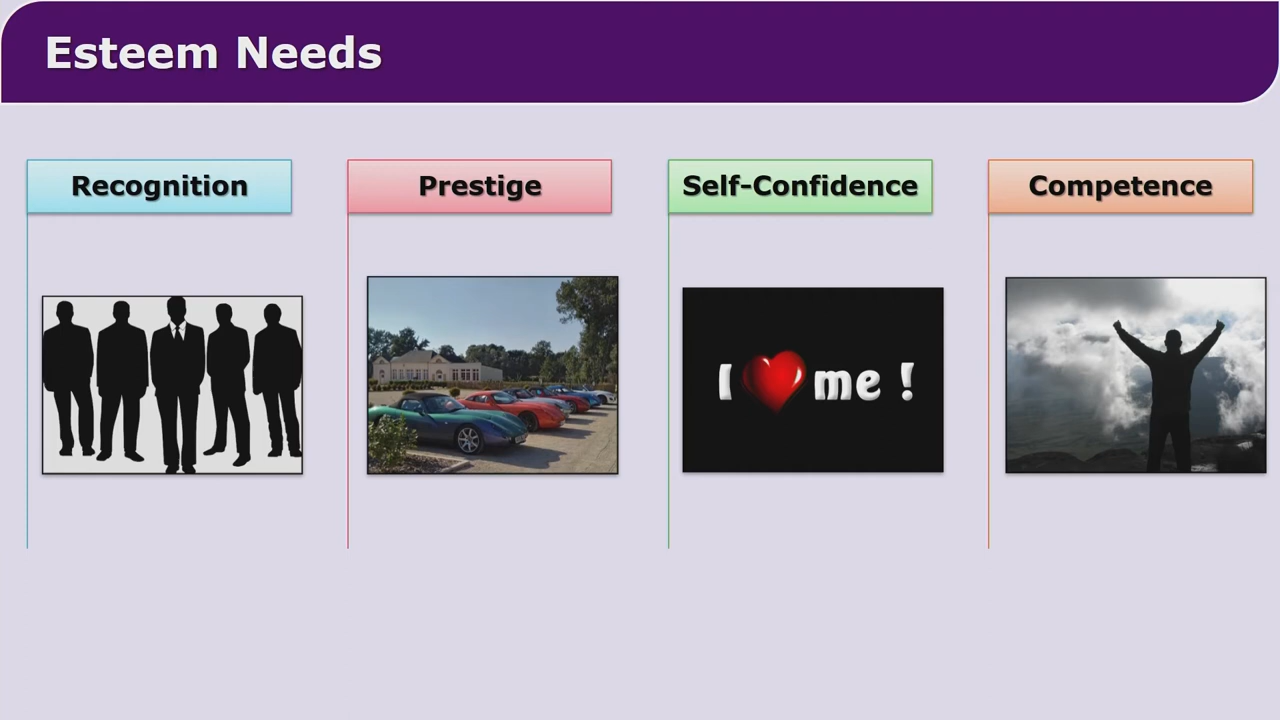 Esteem Needs
Recognition
Prestige
Self-Confidence
Competence
I me !